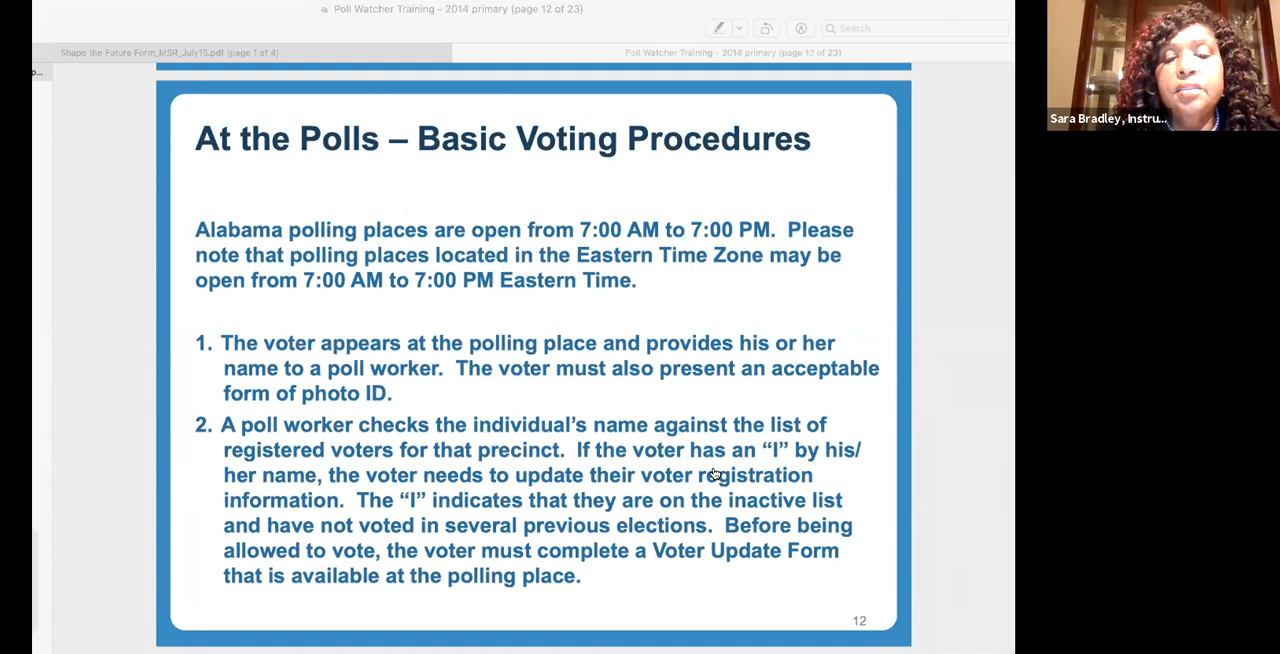 Poll Watcher Training - 2014 primary (page 12 of 23)
Search
Shape the Future Form_MSR_July15.pdf (page 1 of 4)
Poll Watcher Training - 2014 primary (page 12 of 23)
p...
Sara Bradley, Instru...
At the Polls – Basic Voting Procedures
Alabama polling places are open from 7:00 AM to 7:00 PM.  Please
note that polling places located in the Eastern Time Zone may be
open from 7:00 AM to 7:00 PM Eastern Time.
1. The voter appears at the polling place and provides his or her
name to a poll worker.  The voter must also present an acceptable
form of photo ID.
2. A poll worker checks the individual’s name against the list of
registered voters for that precinct.  If the voter has an “I” by his/
her name, the voter needs to update their voter registration
information.  The “I” indicates that they are on the inactive list
and have not voted in several previous elections.  Before being
allowed to vote, the voter must complete a Voter Update Form
that is available at the polling place.
12